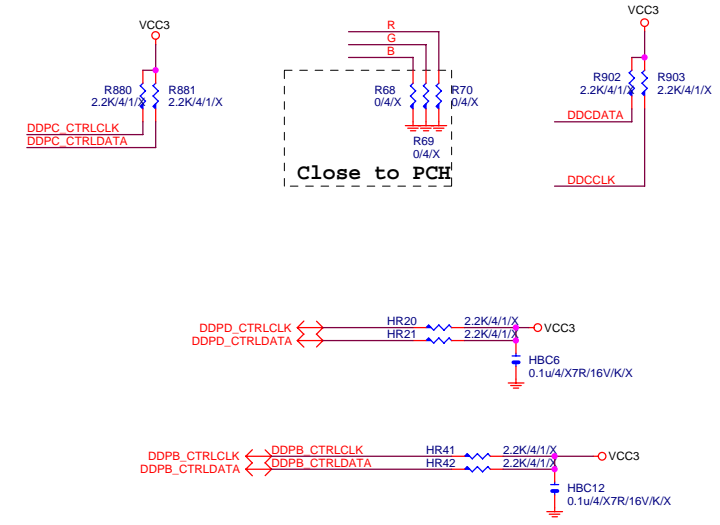 VCC3
R880
2.2K/4/1/X
R881
2.2K/4/1/X
DDPC_CTRLCLK
DDPC_CTRLDATA
R
G
B
R68
0/4/X
R70
0/4/X
R69
0/4/X
Close to PCH
VCC3
R902
2.2K/4/1/X
R903
2.2K/4/1/X
DDCDATA
DDCCLK
DDPD_CTRLCLK HR20 2.2K/4/1/X VCC3
DDPD_CTRLDATA HR21 2.2K/4/1/X
HBC6
0.1u/4/X7R/16V/K/X
DDPB_CTRLCLK DDPB_CTRLCLK HR41 2.2K/4/1/X VCC3
DDPB_CTRLDATA DDPB_CTRLDATA HR42 2.2K/4/1/X
HBC12
0.1u/4/X7R/16V/K/X